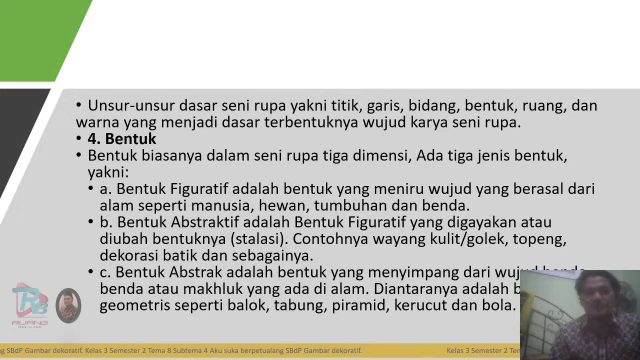 • Unsur-unsur dasar seni rupa yakni titik, garis, bidang, bentuk, ruang, dan
warna yang menjadi dasar terbentuknya wujud karya seni rupa.
• 4. Bentuk
• Bentuk biasanya dalam seni rupa tiga dimensi, Ada tiga jenis bentuk,
yakni:
• a. Bentuk Figuratif adalah bentuk yang meniru wujud yang berasal dari
alam seperti manusia, hewan, tumbuhan dan benda.
• b. Bentuk Abstraktif adalah Bentuk Figuratif yang digayakan atau
diubah bentuknya (stalasi). Contohnya wayang kulit/golek, topeng,
dekorasi batik dan sebagainya.
• c. Bentuk Abstrak adalah bentuk yang menyimpang dari wujud benda-
benda atau makhluk yang ada di alam. Diantaranya adalah
geometris seperti balok, tabung, piramid, kerucut dan bola.
RUANG
SBdP Gambar dekoratif. Kelas 3 Semester 2 Tema 8 Subtema 4 Aku suka berpetualang SBdP Gambar dekoratif.
Kelas 3 Semester 2